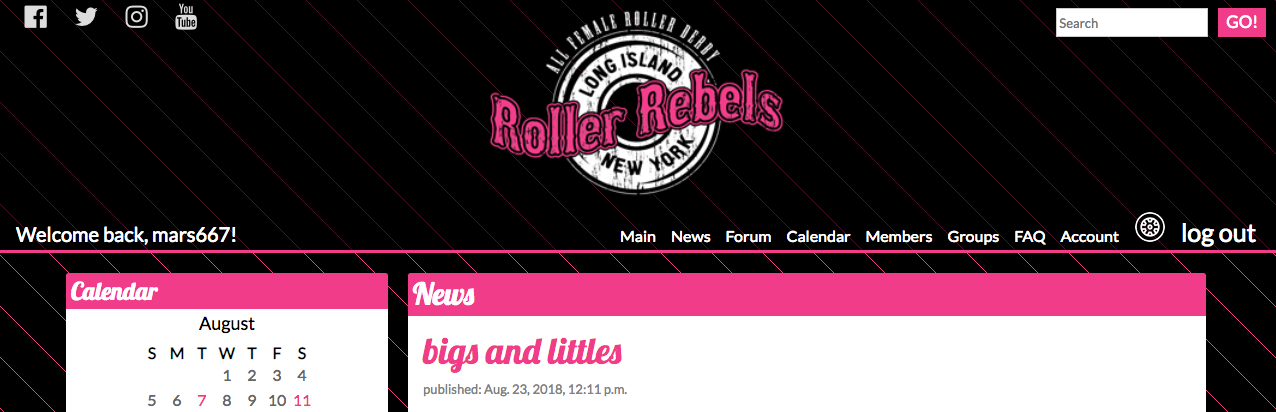 You
Tube
Search
GO!
ALL FEMALE ROLLER DERBY
LONG ISLAND
Roller Rebels
NEW YORK
Welcome back, mars667!
Main News Forum Calendar Members Groups FAQ Account log out
Calendar
August
S M T W T F S
1 2 3 4
5 6 7 8 9 10 11
News
bigs and littles
published: Aug. 23, 2018, 12:11 p.m.